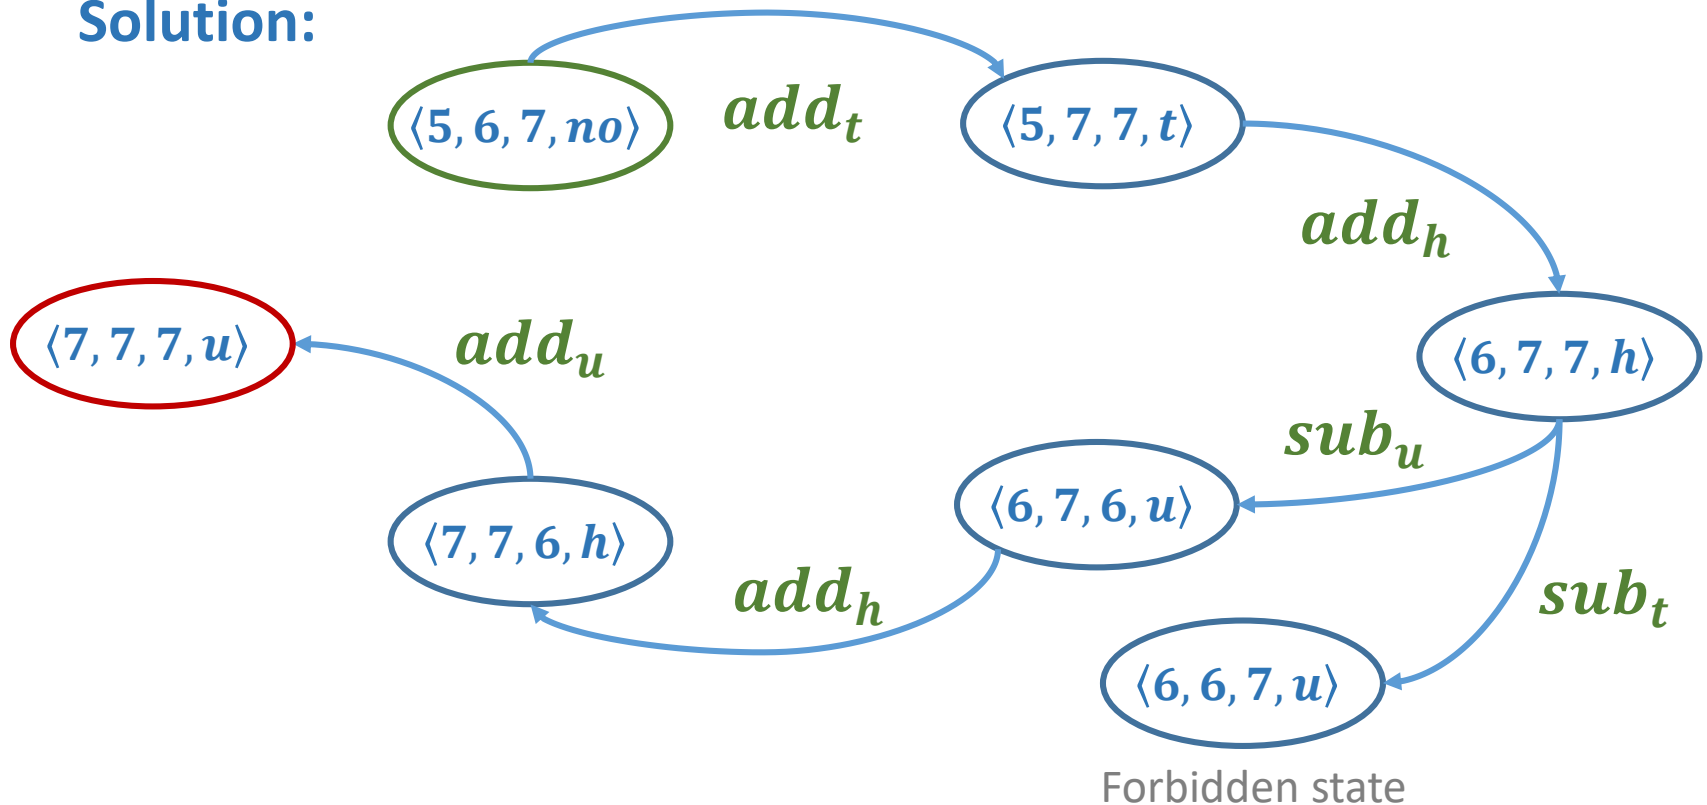 Solution:
⟨5, 6, 7, no⟩
add_t
⟨5, 7, 7, t⟩
add_h
⟨7, 7, 7, u⟩
add_u
⟨6, 7, 7, h⟩
sub_u
⟨6, 7, 6, u⟩
⟨7, 7, 6, h⟩
add_h
sub_t
⟨6, 6, 7, u⟩
Forbidden state